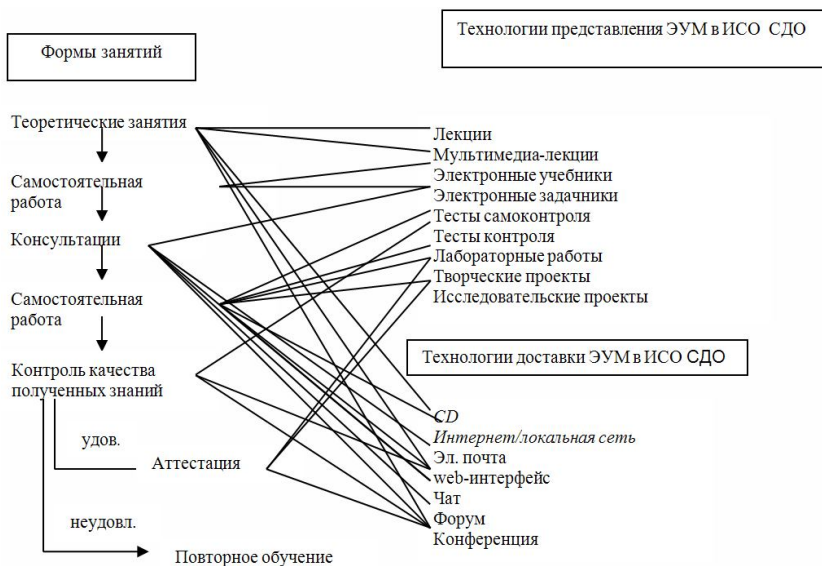 Формы занятий
Теоретические занятия
Самостоятельная
работа
Консультации
Самостоятельная
работа
Контроль качества
полученных знаний
удов.
Аттестация
неудовл.
Повторное обучение
Технологии представления ЭУМ в ИСО СДО
Лекции
Мультимедиа-лекции
Электронные учебники
Электронные задачники
Тесты самоконтроля
Тесты контроля
Лабораторные работы
Творческие проекты
Исследовательские проекты
Технологии доставки ЭУМ в ИСО СДО
CD
Интернет/локальная сеть
Эл. почта
web-интерфейс
Чат
Форум
Конференция